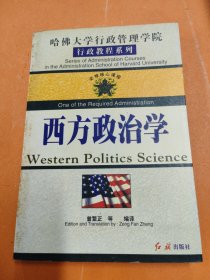 哈佛大学行政管理学院
行政教程系列
Series of Administration Courses
in the Administration School of Harvard University
One of the Required Administration
西方政治学
Western Politics Science
曾繁正 等 编译
Edition and Translation by: Zeng Fan Zheng
红旗出版社